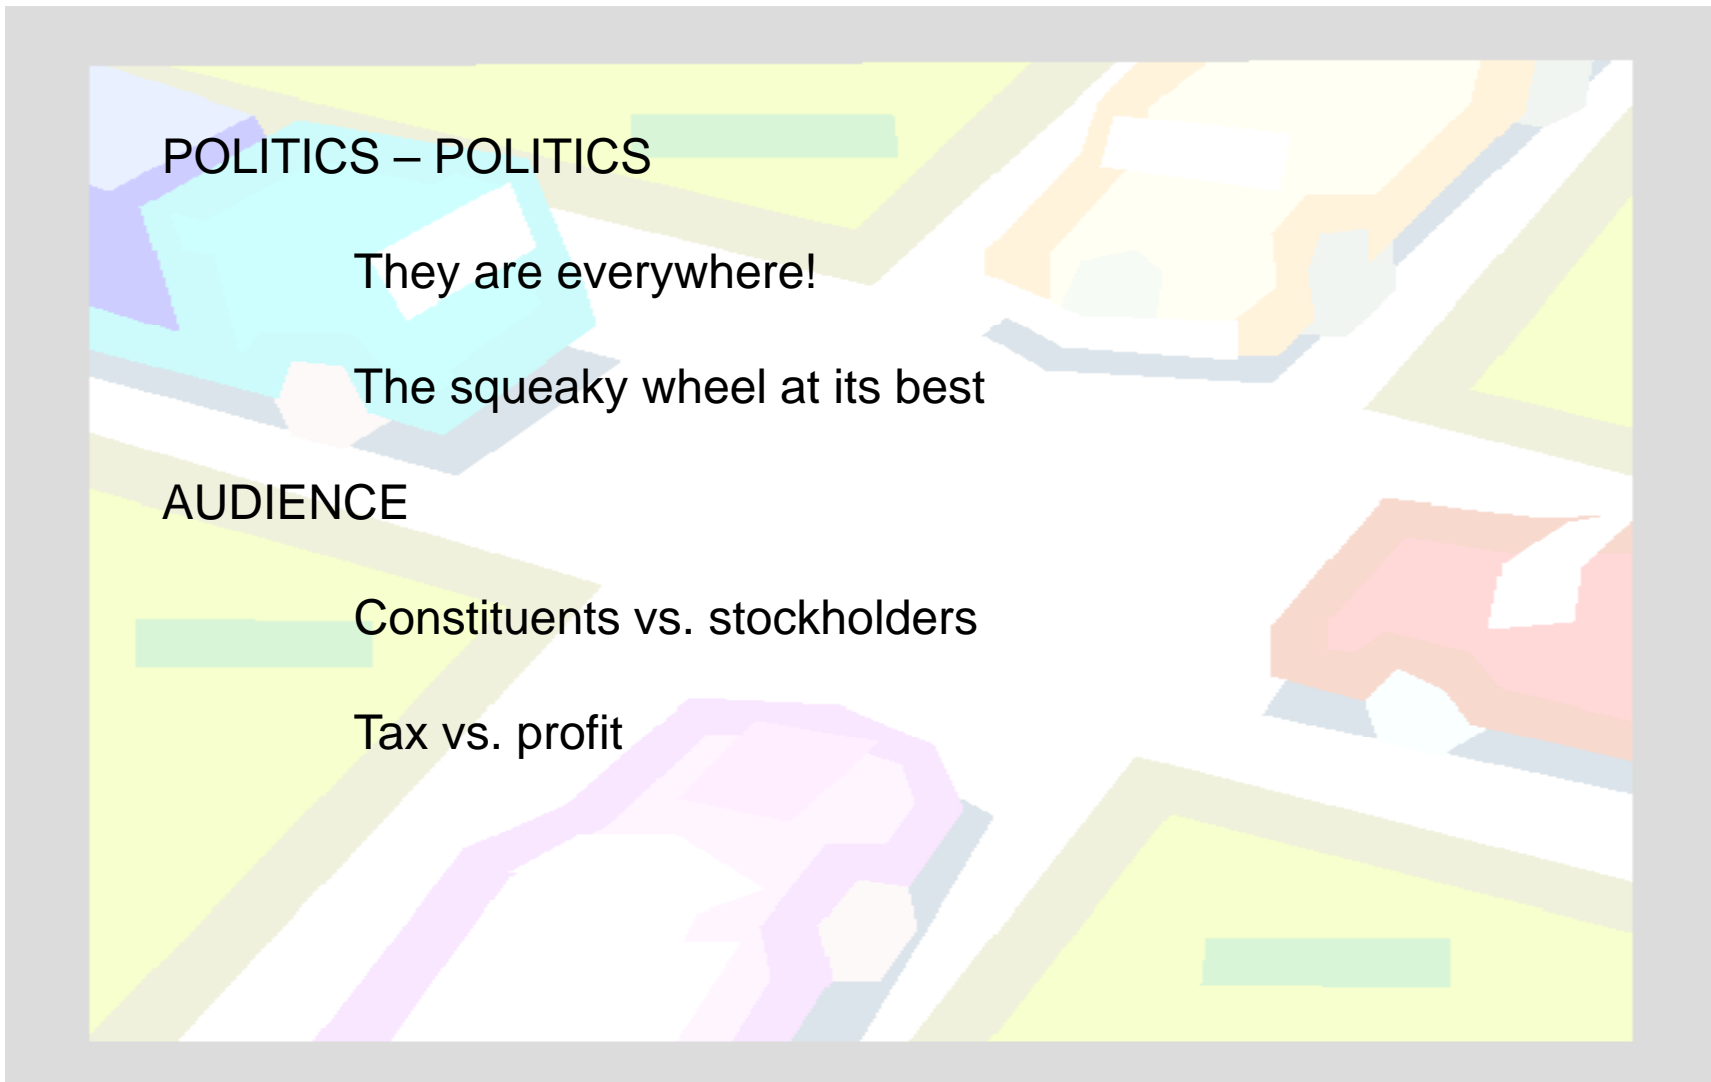 POLITICS – POLITICS
They are everywhere!
The squeaky wheel at its best
AUDIENCE
Constituents vs. stockholders
Tax vs. profit